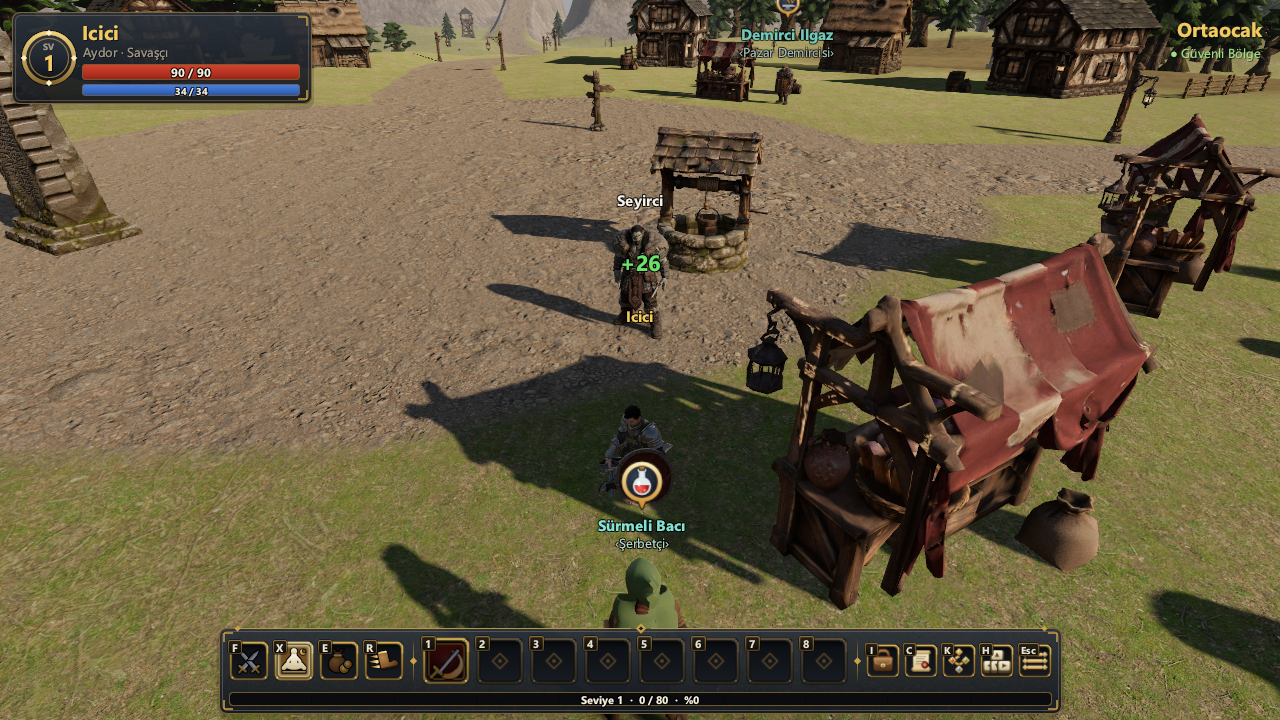 Icici
SV
1
Aydor · Savaşçı
90 / 90
34 / 34
Ortaocak
Güvenli Bölge
Demirci Ilgaz
‹Pazar Demircisi›
Seyirci
+26
Icici
Sürmeli Bacı
‹Şerbetçi›
F
X
E
R
1
2
3
4
5
6
7
8
I
C
K
H
Esc
Seviye 1 · 0 / 80 · %0